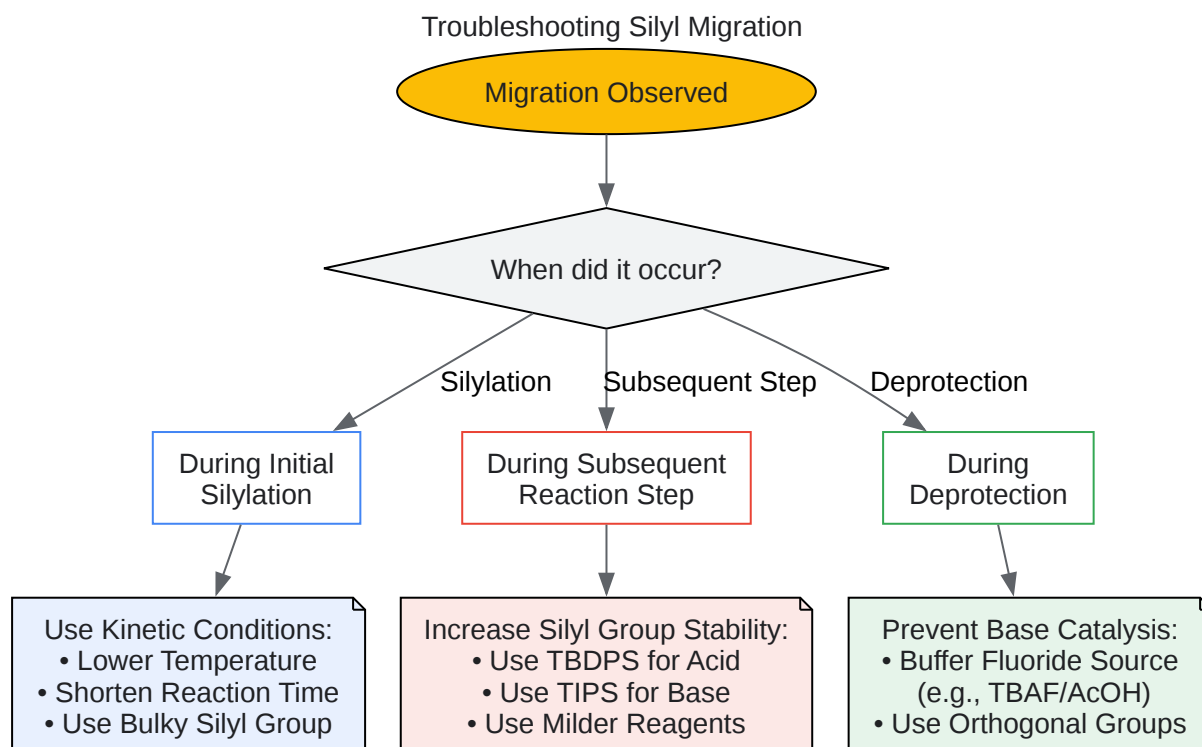 Troubleshooting Silyl Migration
Migration Observed
When did it occur?
Silylation
Subsequent Step
Deprotection
During Initial
Silylation
During Subsequent
Reaction Step
During
Deprotection
Use Kinetic Conditions:
• Lower Temperature
• Shorten Reaction Time
• Use Bulky Silyl Group
Increase Silyl Group Stability:
• Use TBDPS for Acid
• Use TIPS for Base
• Use Milder Reagents
Prevent Base Catalysis:
• Buffer Fluoride Source
(e.g., TBAF/AcOH)
• Use Orthogonal Groups